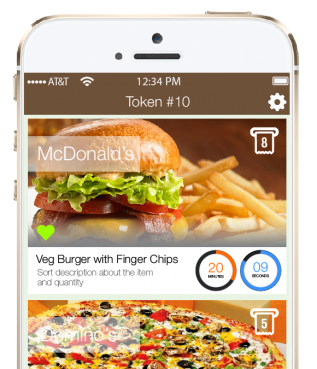 AT&T 12:34 PM
Token #10
8
McDonald's
Veg Burger with Finger Chips
Sort description about the item
and quantity
20
MINUTES
09
SECONDS
5
Domino's